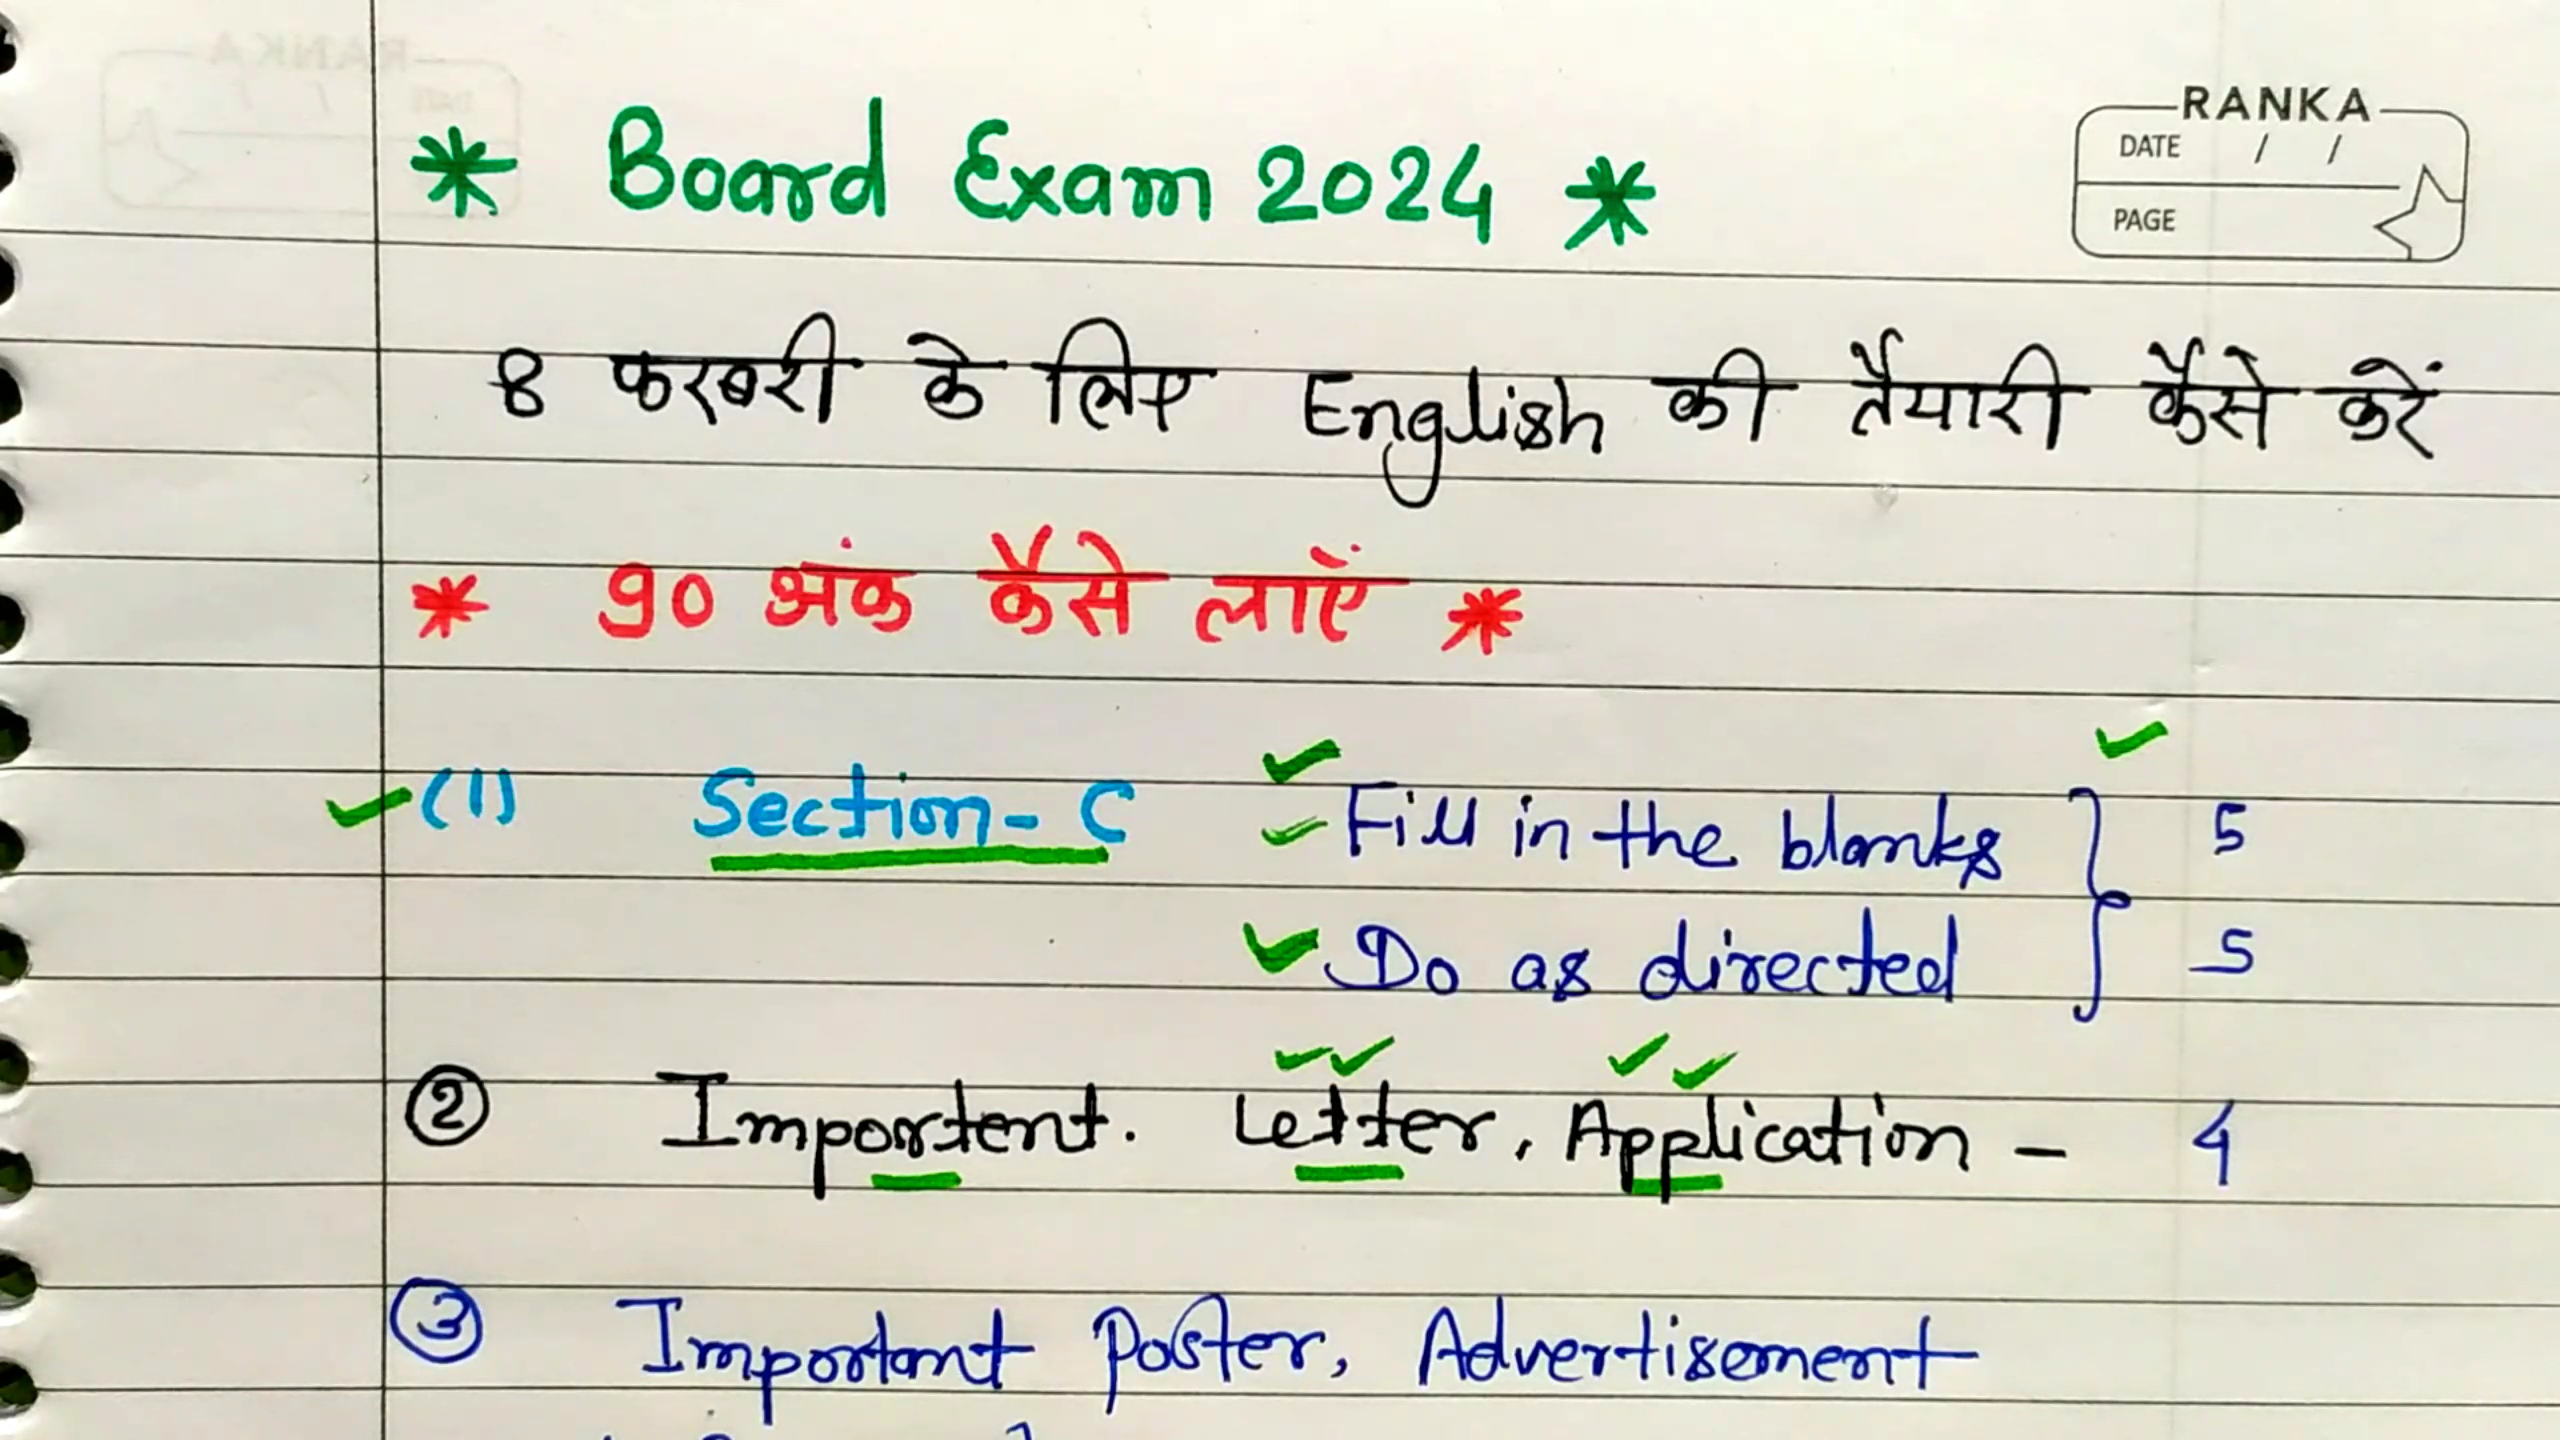 RANKA
DATE / /
PAGE
* Board Exam 2024 *
8 फरबरी के लिए English की तैयारी कैसे करें
* 90 अंक कैसे लाऐं *
(1) Section - C Fill in the blanks 5
Do as directed 5
② Importent. Letter, Application - 4
③ Important Poster, Advertisement